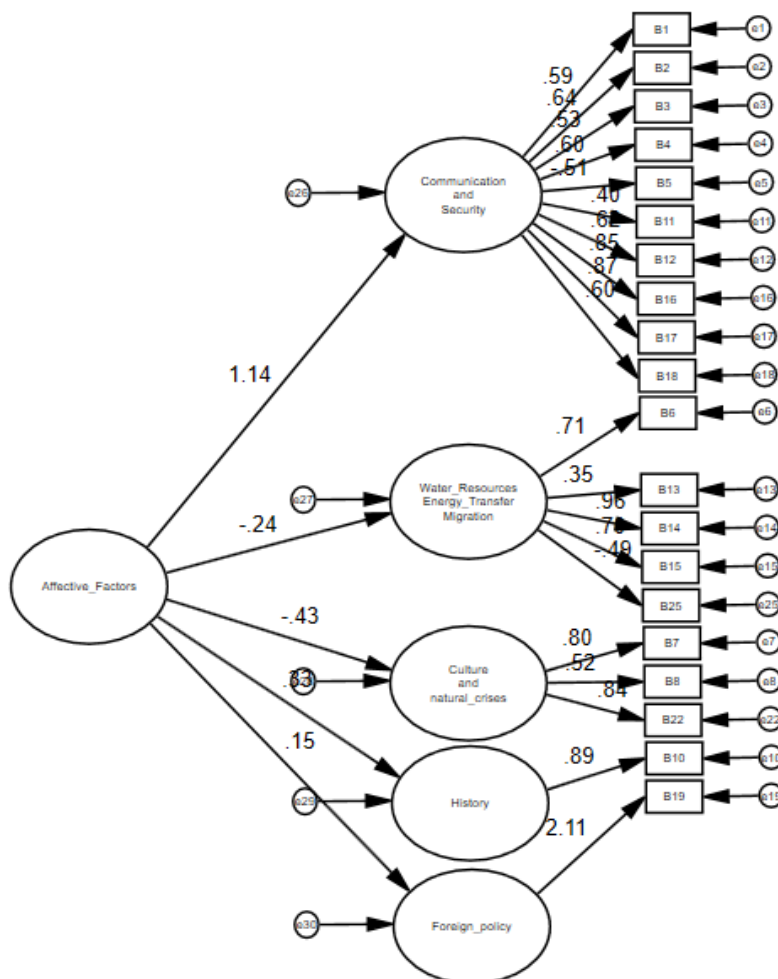 B1
e1
.59
B2
e2
.64
B3
e3
.53
B4
e4
.60
Communication
and
Security
-.51
B5
e5
e26
.40
B11
e11
.62
B12
e12
.85
B16
e16
.87
B17
e17
.60
B18
e18
1.14
B6
e6
.71
.35
Water_Resources
Energy_Transfer
Migration
B13
e13
e27
.96
B14
e14
-.24
B15
e15
-.49
B25
e25
Affective_Factors
-.43
.80
B7
e7
.52
Culture
and
natural_crises
B8
e8
.33
.84
B22
e22
.15
.89
B10
e10
History
e29
B19
e19
2.11
Foreign_policy
e30